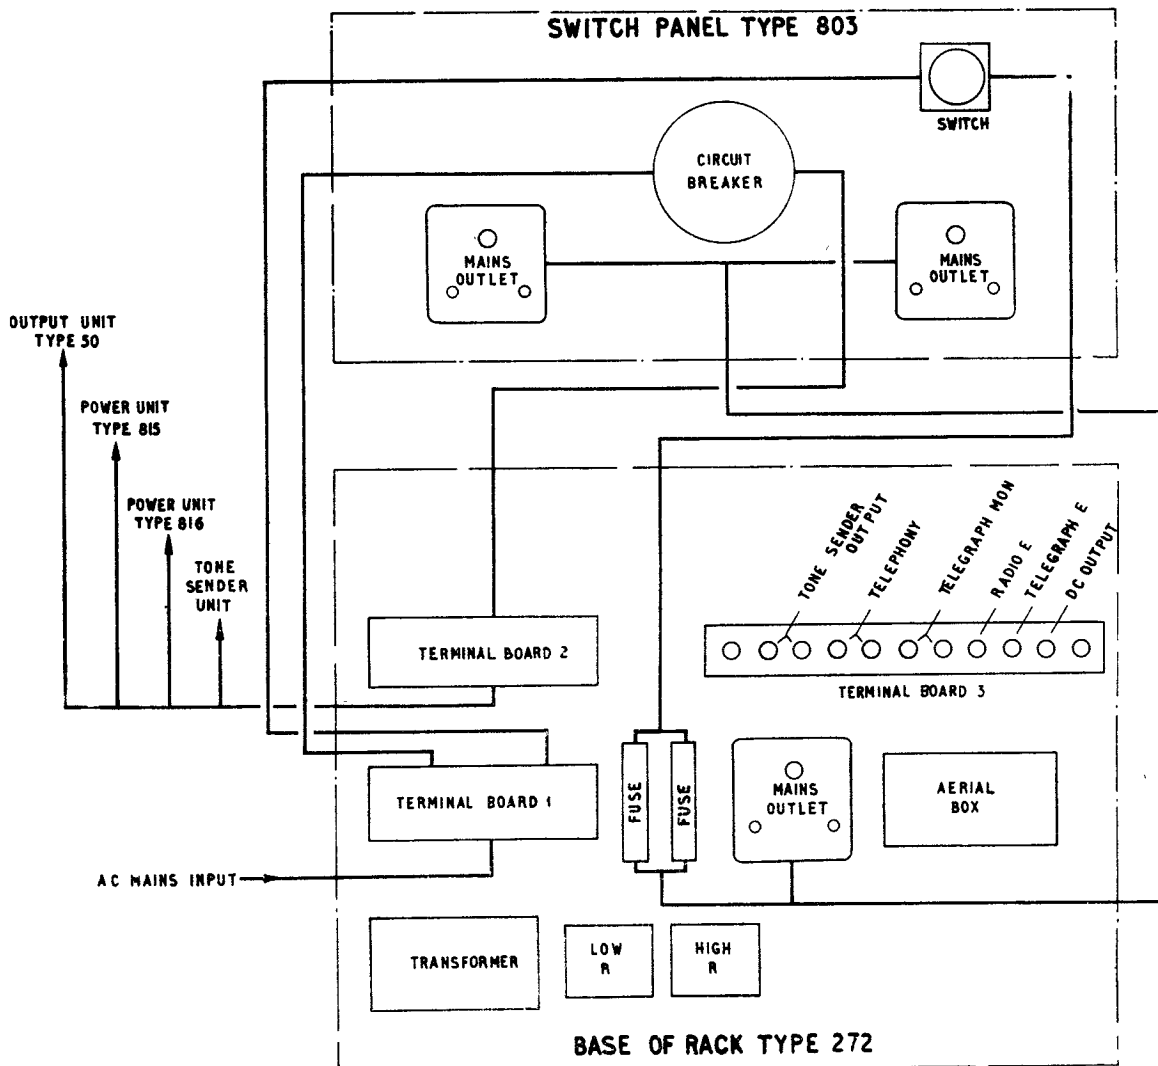 SWITCH PANEL TYPE 803
SWITCH
CIRCUIT
BREAKER
MAINS
OUTLET
MAINS
OUTLET
OUTPUT UNIT
TYPE 50
POWER UNIT
TYPE 815
POWER UNIT
TYPE 816
TONE
SENDER
UNIT
TONE SENDER
OUTPUT
TELEPHONY
TELEGRAPH MON
RADIO E
TELEGRAPH E
DC OUTPUT
TERMINAL BOARD 2
TERMINAL BOARD 3
TERMINAL BOARD 1
FUSE
FUSE
MAINS
OUTLET
AERIAL
BOX
AC MAINS INPUT
TRANSFORMER
LOW
R
HIGH
R
BASE OF RACK TYPE 272